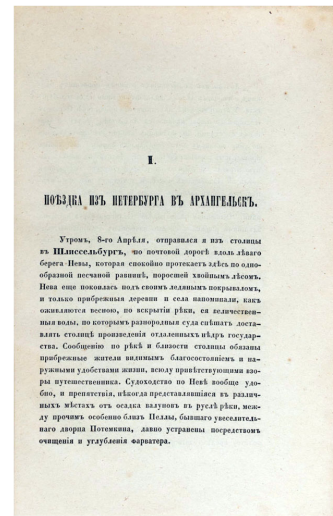 I.
ПОѢЗДКА ИЗЪ ПЕТЕРБУРГА ВЪ АРХАНГЕЛЬСКЪ.
Утромъ, 8-го Апрѣля, отправился я изъ столицы
въ Шлиссельбургъ, по почтовой дорогѣ вдоль лѣваго
берега Невы, которая спокойно протекаетъ здѣсь по одно-
образной песчаной равнинѣ, поросшей хвойнымъ лѣсомъ.
Нева еще покоилась подъ своимъ ледянымъ покрываломъ,
и только прибрежныя деревни и села напоминали, какъ
оживляются весною, по вскрытіи рѣки, ея величествен-
ныя воды, по которымъ разнородныя суда спѣшатъ доста-
влять столицѣ произведенія отдаленныхъ нѣдръ государ-
ства. Сообщенію по рѣкѣ и близости столицы обязаны
прибрежные жители видимымъ благосостояніемъ и на-
ружными удобствами жизни, всюду привѣтствующими взо-
ры путешественника. Судоходство по Невѣ вообще удо-
бно, и препятствія, нѣкогда представлявшіяся въ различ-
ныхъ мѣстахъ отъ осадка валуновъ въ руслѣ рѣки, меж-
ду прочимъ особенно близъ Пеллы, бывшаго увеселитель-
наго дворца Потемкина, давно устранены посредствомъ
очищенія и углубленія фарватера.